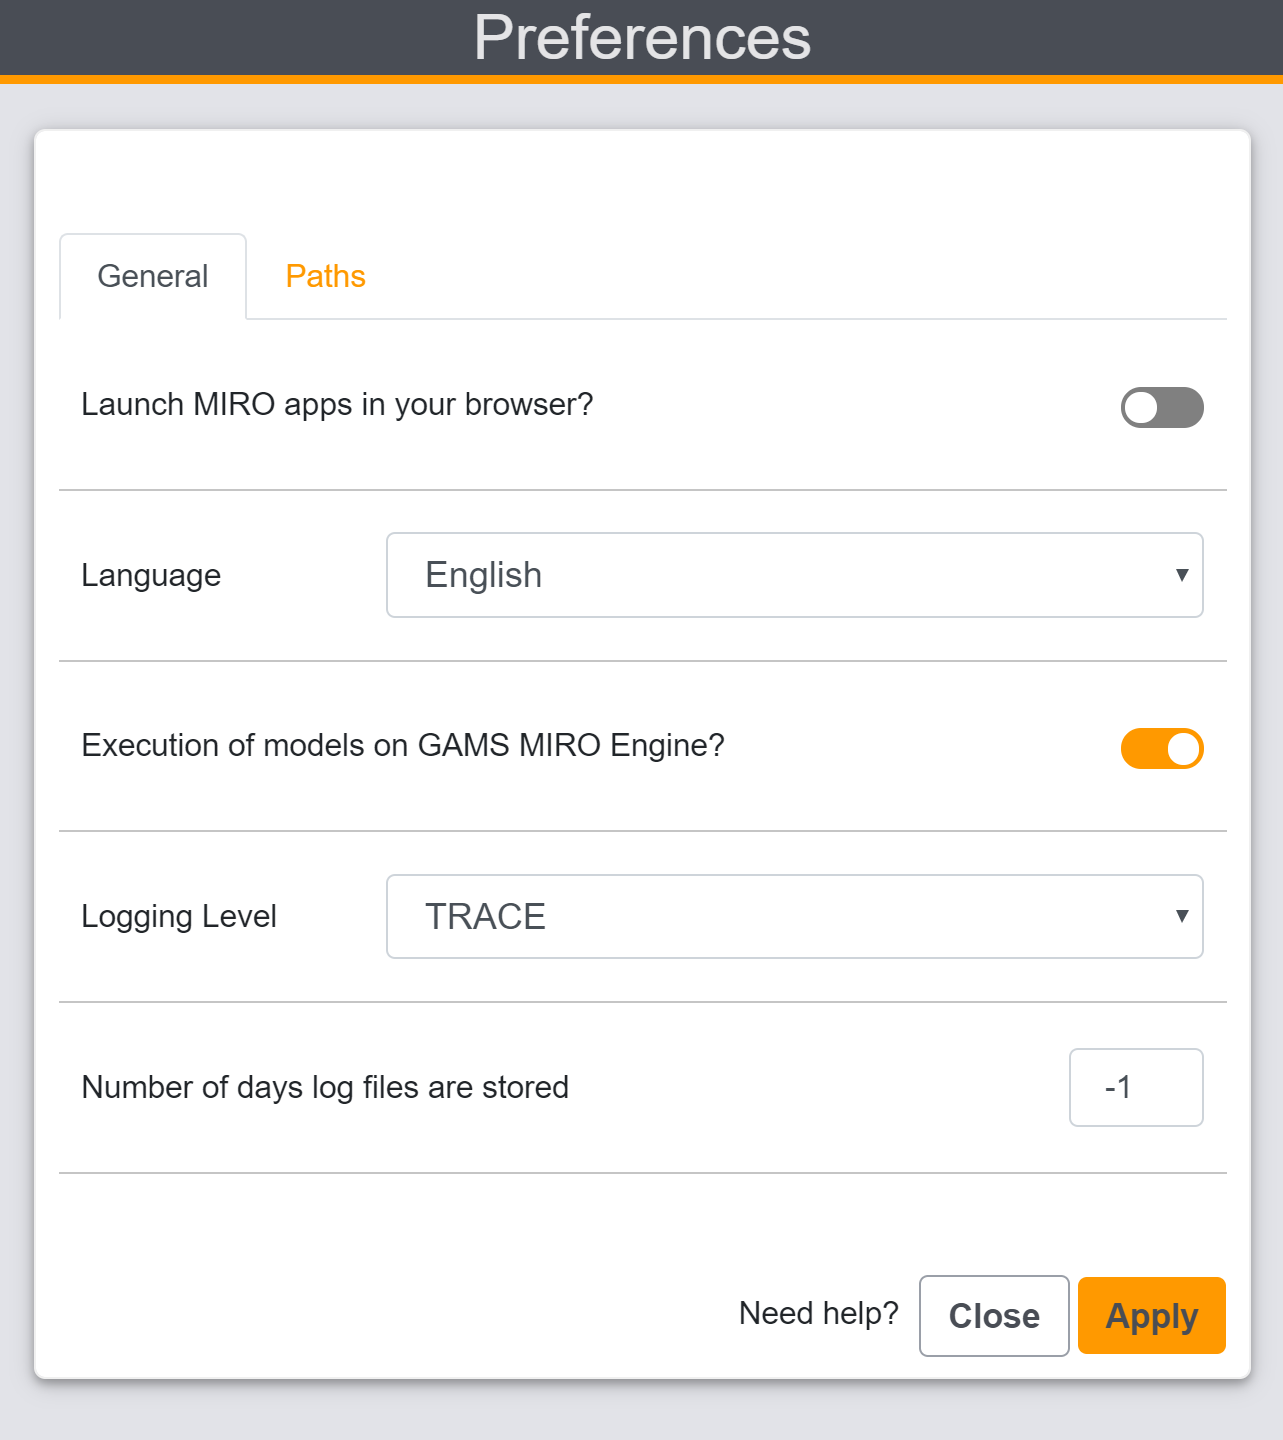 Preferences
General Paths
Launch MIRO apps in your browser?
Language English
Execution of models on GAMS MIRO Engine?
Logging Level TRACE
Number of days log files are stored -1
Need help? Close Apply